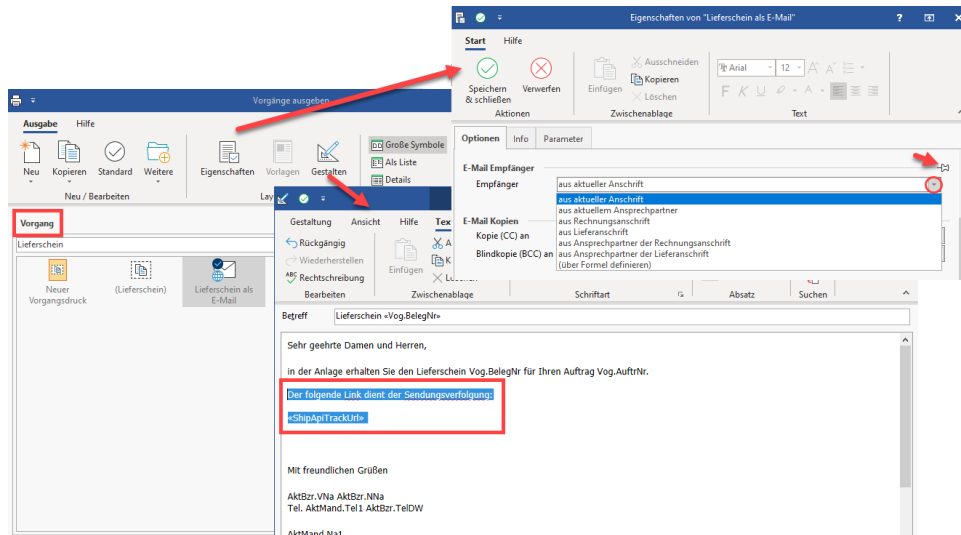 Eigenschaften von "Lieferschein als E-Mail"
?
Start Hilfe
Speichern & schließen
Verwerfen
Aktionen
Einfügen
Ausschneiden
Kopieren
Löschen
Zwischenablage
Arial 12
F K U
Text
Optionen Info Parameter
E-Mail Empfänger
Empfänger aus aktueller Anschrift
aus aktueller Anschrift
aus aktuellem Ansprechpartner
aus Rechnungsanschrift
aus Lieferanschrift
aus Ansprechpartner der Rechnungsanschrift
aus Ansprechpartner der Lieferanschrift
(über Formel definieren)
E-Mail Kopien
Kopie (CC) an
Blindkopie (BCC) an
Vorgänge ausgeben
Ausgabe Hilfe
Neu Kopieren Standard Weitere
Neu / Bearbeiten
Eigenschaften Vorlagen Gestalten
Lay
Große Symbole
Als Liste
Details
Vorgang
Lieferschein
Neuer Vorgangsdruck
(Lieferschein)
Lieferschein als E-Mail
Gestaltung Ansicht Hilfe Tex
Rückgängig
Wiederherstellen
ABC Rechtschreibung
Bearbeiten
Einfügen
A
K
Lö
Zwischenablage
Schriftart
Absatz
Suchen
Betreff Lieferschein «Vog.BelegNr»
Sehr geehrte Damen und Herren,
in der Anlage erhalten Sie den Lieferschein Vog.BelegNr für Ihren Auftrag Vog.AuftrNr.
Der folgende Link dient der Sendungsverfolgung:
«ShipApiTrackUrl»
Mit freundlichen Grüßen
AktBzr.VNa AktBzr.NNa
Tel. AktMand.Tel1 AktBzr.TelDW
AktMand.Na1